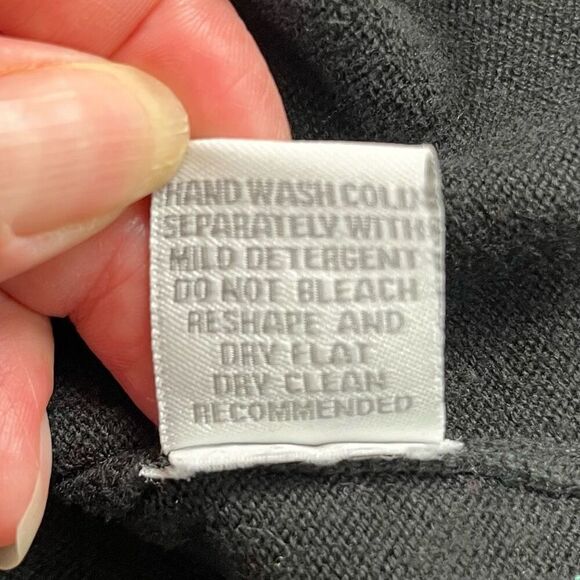 HAND WASH COLD
SEPARATELY WITH
MILD DETERGENT
DO NOT BLEACH
RESHAPE AND
DRY FLAT
DRY CLEAN
RECOMMENDED